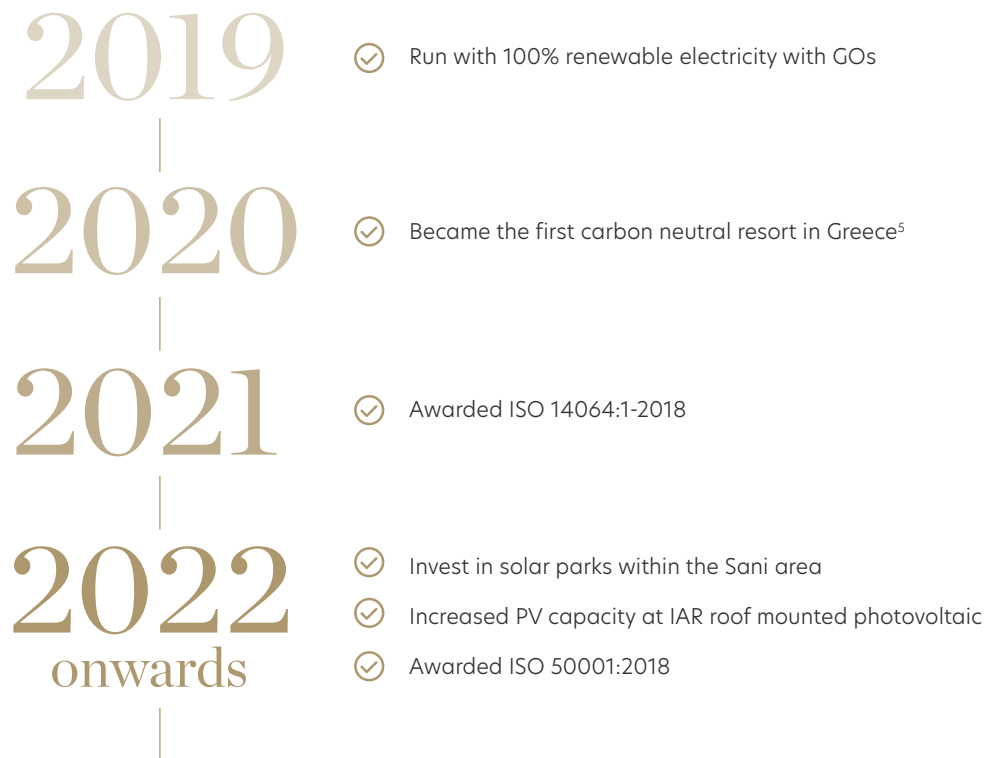 2019
Run with 100% renewable electricity with GOs
2020
Became the first carbon neutral resort in Greece⁵
2021
Awarded ISO 14064:1-2018
2022
onwards
Invest in solar parks within the Sani area
Increased PV capacity at IAR roof mounted photovoltaic
Awarded ISO 50001:2018